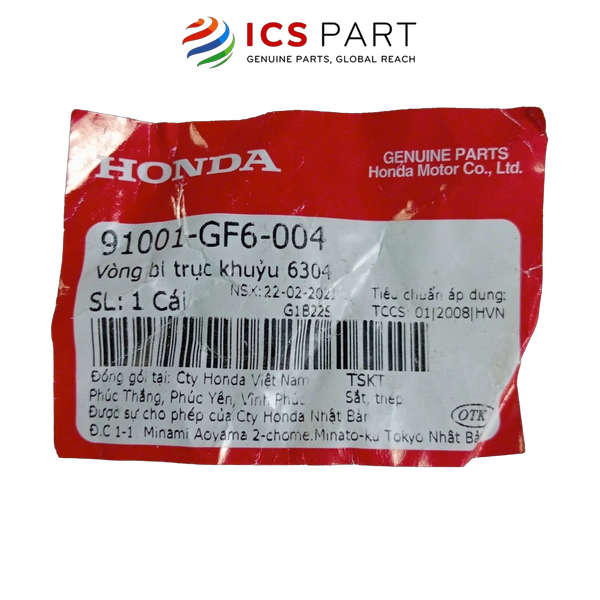 ICS PART
GENUINE PARTS, GLOBAL REACH
HONDA
GENUINE PARTS
Honda Motor Co., Ltd.
91001-GF6-004
Vòng bi trục khuỷu 6304
NSX:22-02-2021
Tiêu chuẩn áp dụng:
SL: 1 Cái
G1B22S
TCCS: 01|2008|HVN
Đóng gói tại: Cty Honda Việt Nam
TSKT
Phúc Thắng, Phúc Yên, Vĩnh Phúc
Sắt, thép
Được sự cho phép của Cty Honda Nhật Bản
OTK
Đ.C 1-1 Minami Aoyama 2-chome.Minato-ku Tokyo Nhật Bản